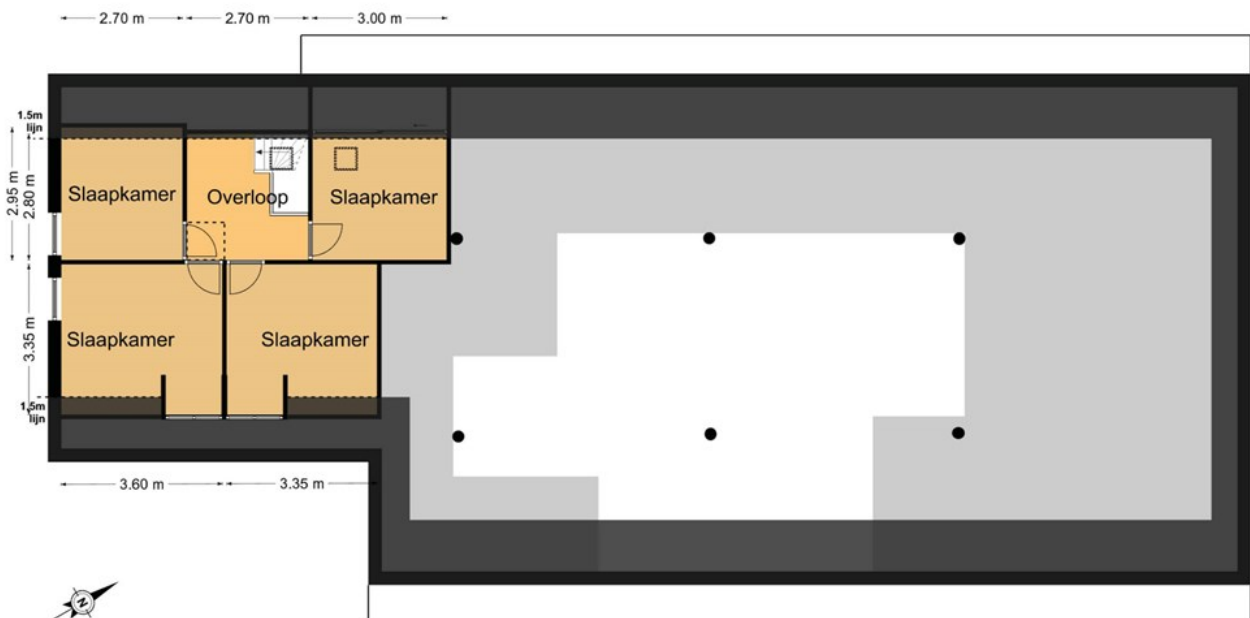 2.70 m
2.70 m
3.00 m
1.5m
lijn
2.95 m
2.80 m
Slaapkamer
Overloop
Slaapkamer
3.35 m
Slaapkamer
Slaapkamer
1.5m
lijn
3.60 m
3.35 m
N